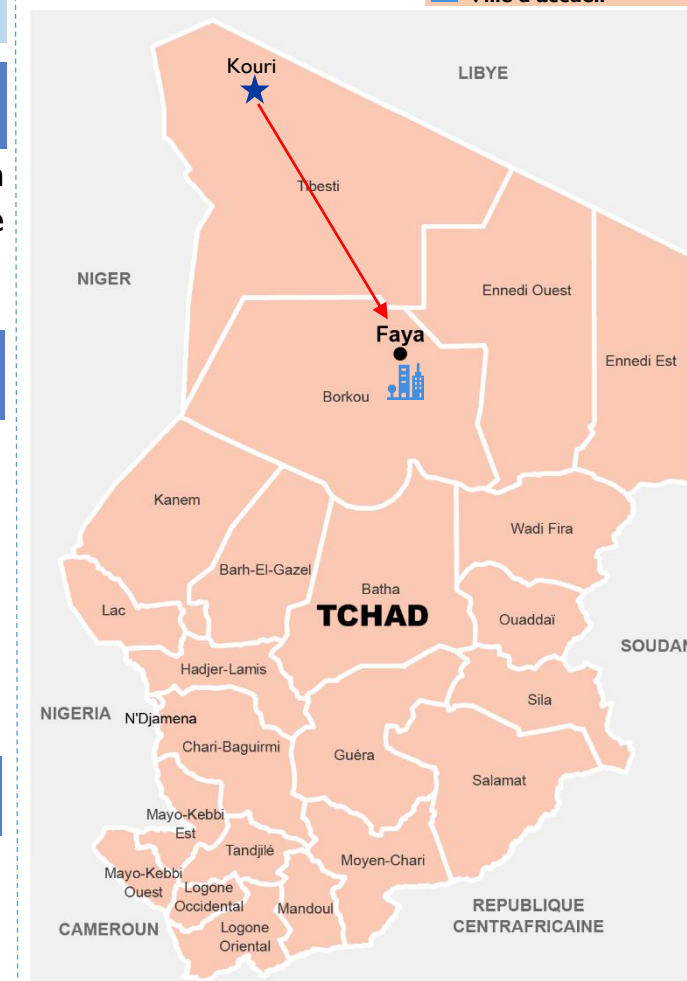 Ville d'accueil
Kouri
LIBYE
Tibesti
NIGER
Ennedi Ouest
Faya
Ennedi Est
Borkou
Kanem
Wadi Fira
Barh-El-Gazel
Batha
Lac
TCHAD
Ouaddaï
SOUDAN
Hadjer-Lamis
Sila
NIGERIA
N'Djamena
Chari-Baguirmi
Guéra
Salamat
Mayo-Kebbi
Est
Tandjilé
Moyen-Chari
Mayo-Kebbi
Ouest
Logone
Occidental
Mandoul
REPUBLIQUE
CENTRAFRICAINE
CAMEROUN
Logone
Oriental